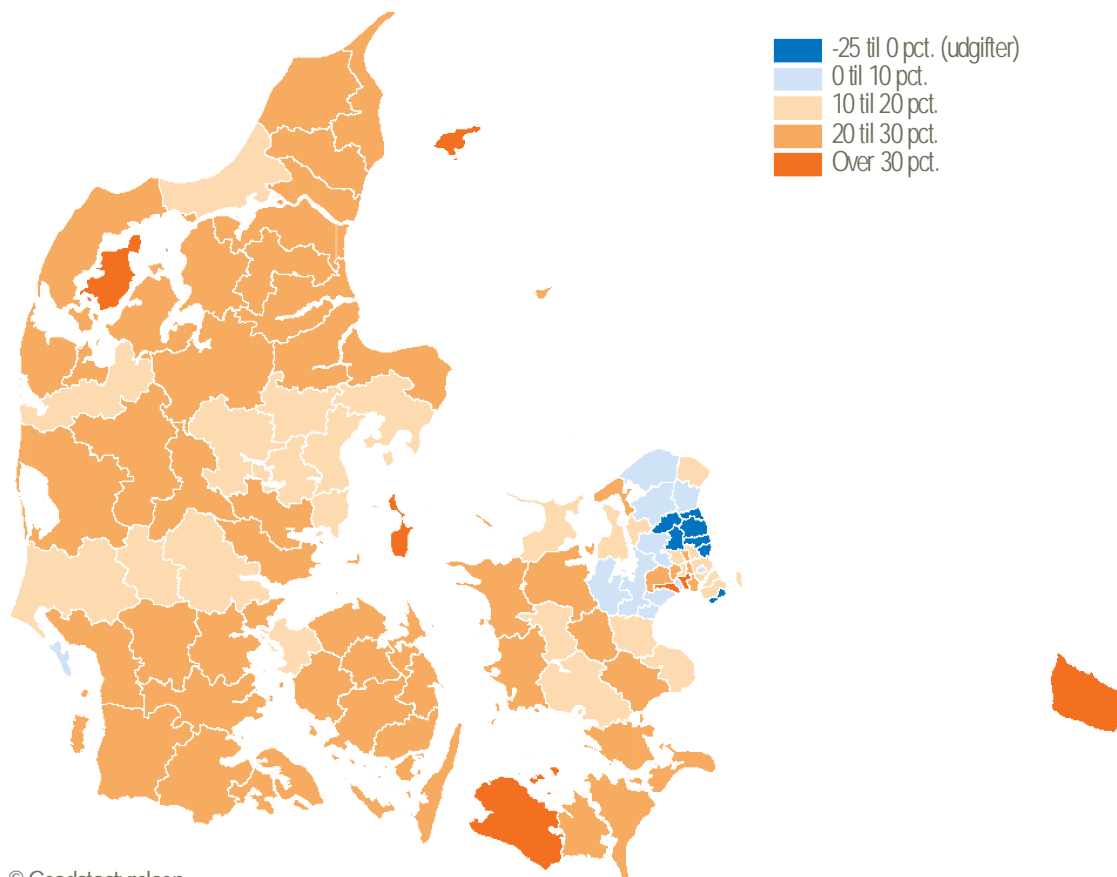 -25 til 0 pct. (udgifter)
0 til 10 pct.
10 til 20 pct.
20 til 30 pct.
Over 30 pct.